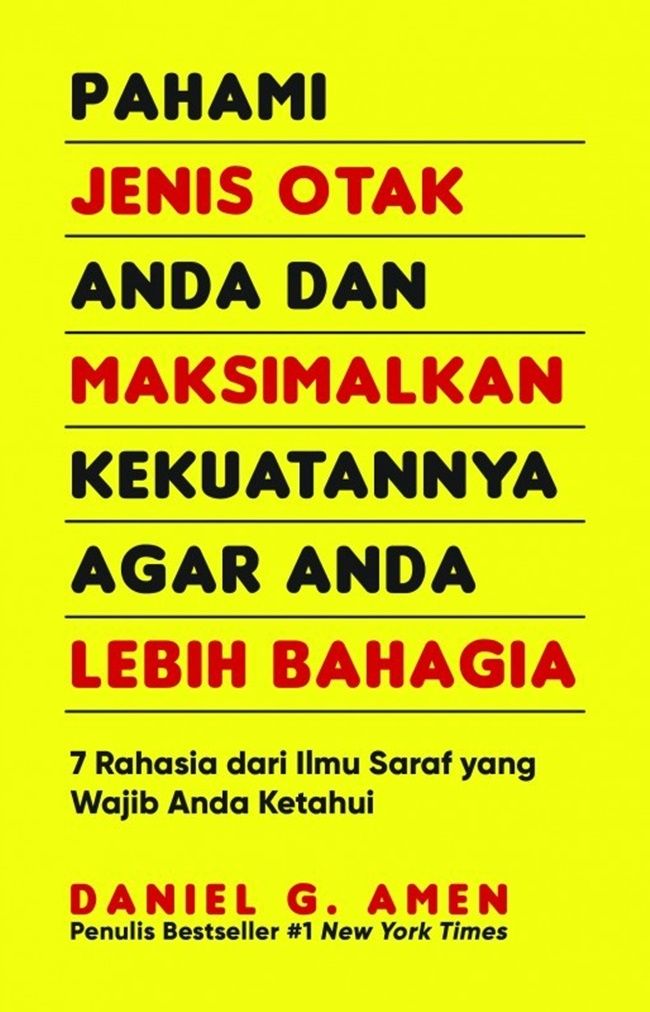 PAHAMI
JENIS OTAK
ANDA DAN
MAKSIMALKAN
KEKUATANNYA
AGAR ANDA
LEBIH BAHAGIA
7 Rahasia dari Ilmu Saraf yang
Wajib Anda Ketahui
DANIEL G. AMEN
Penulis Bestseller #1 New York Times